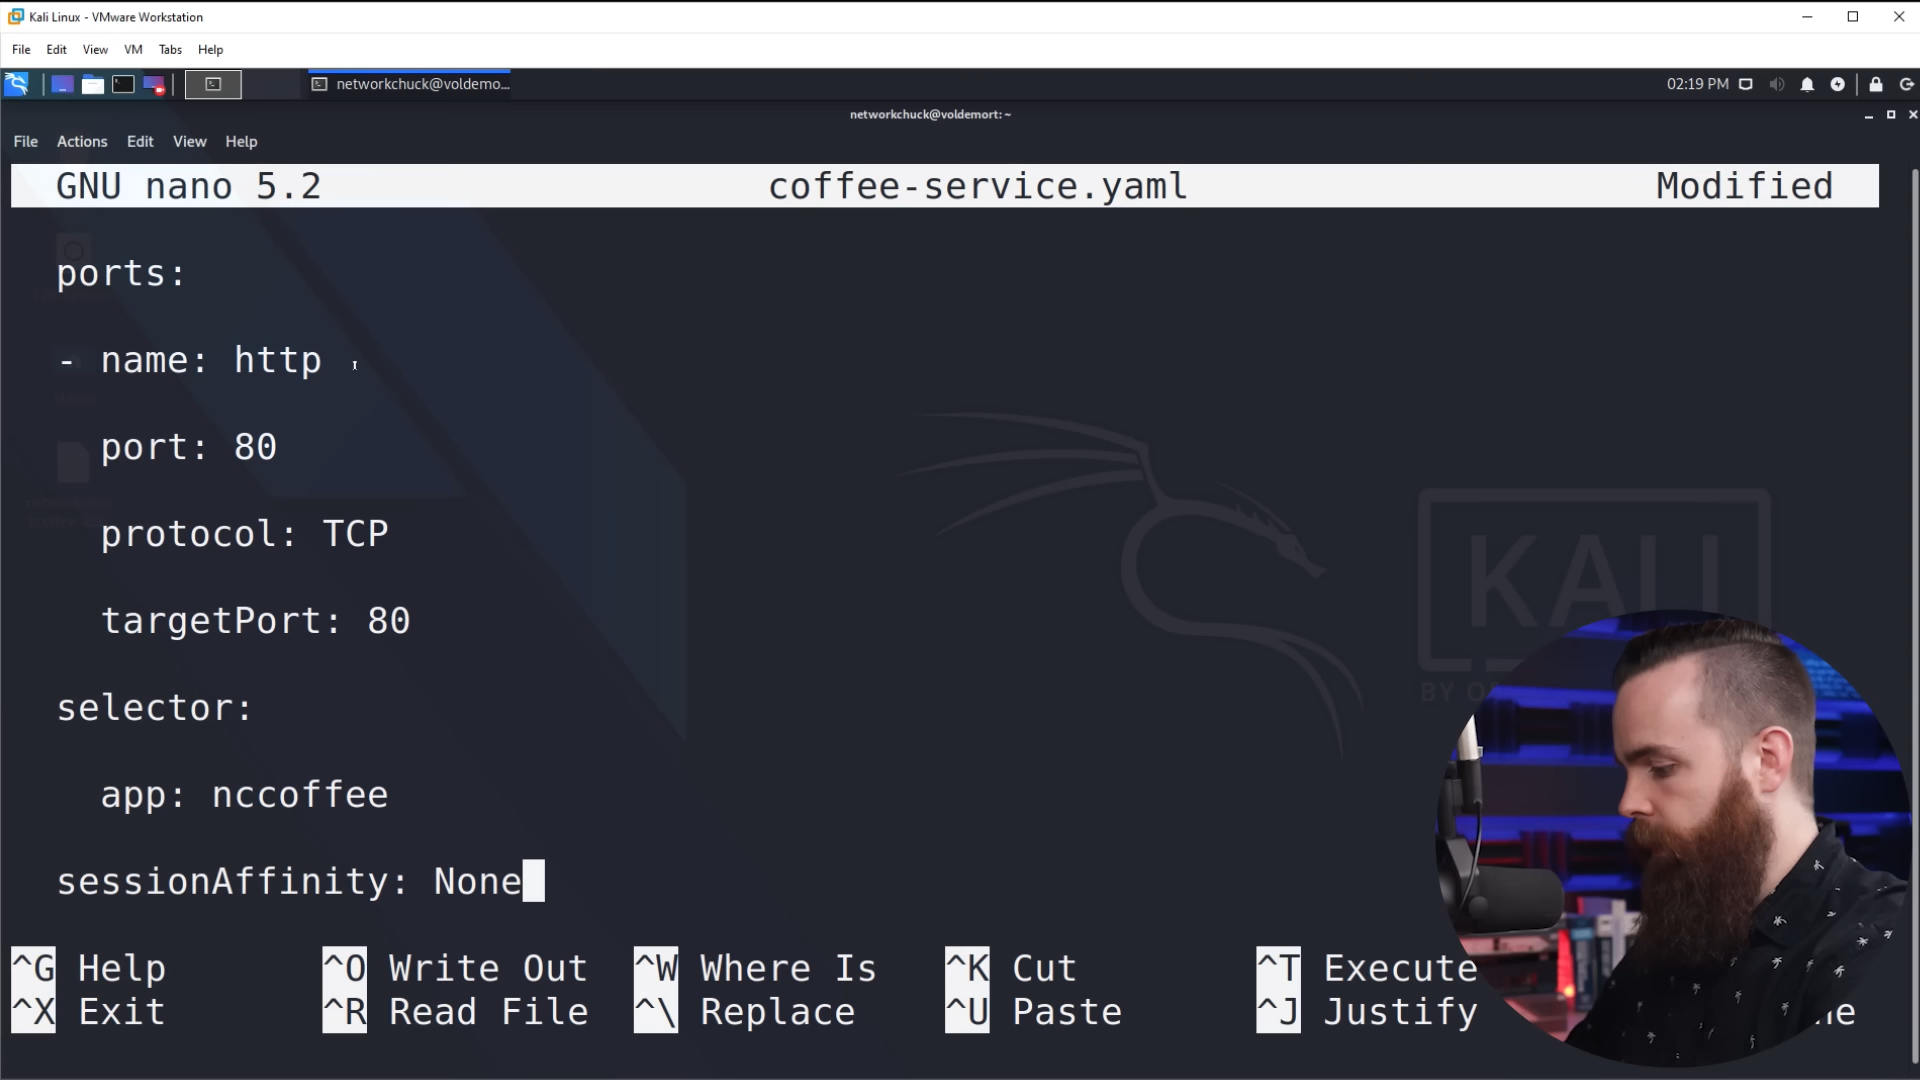 Kali Linux - VMware Workstation
File Edit View VM Tabs Help
networkchuck@voldemo...
02:19 PM
networkchuck@voldemort: ~
File Actions Edit View Help
GNU nano 5.2 coffee-service.yaml Modified
ports:
- name: http
port: 80
protocol: TCP
targetPort: 80
selector:
app: nccoffee
sessionAffinity: None
KALI
BY
^G Help ^O Write Out ^W Where Is ^K Cut ^T Execute
^X Exit ^R Read File ^\ Replace ^U Paste ^J Justify